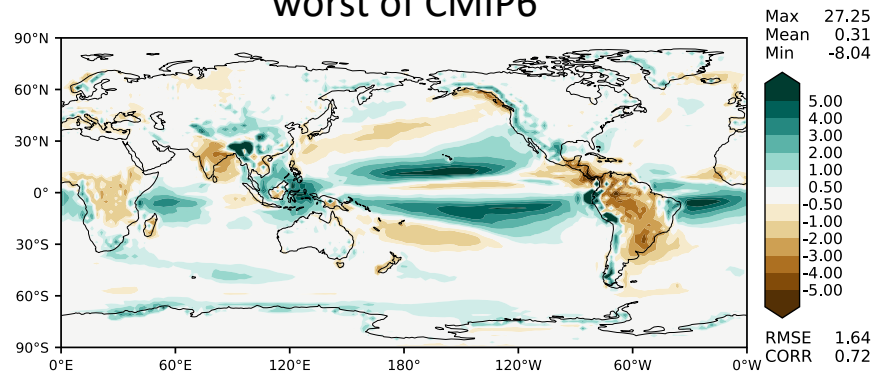 worst of CMIP6
Max 27.25
Mean 0.31
Min -8.04
90°N
60°N
30°N
0°
30°S
60°S
90°S
0°E
60°E
120°E
180°
120°W
60°W
0°W
5.00
4.00
3.00
2.00
1.00
0.50
-0.50
-1.00
-2.00
-3.00
-4.00
-5.00
RMSE 1.64
CORR 0.72